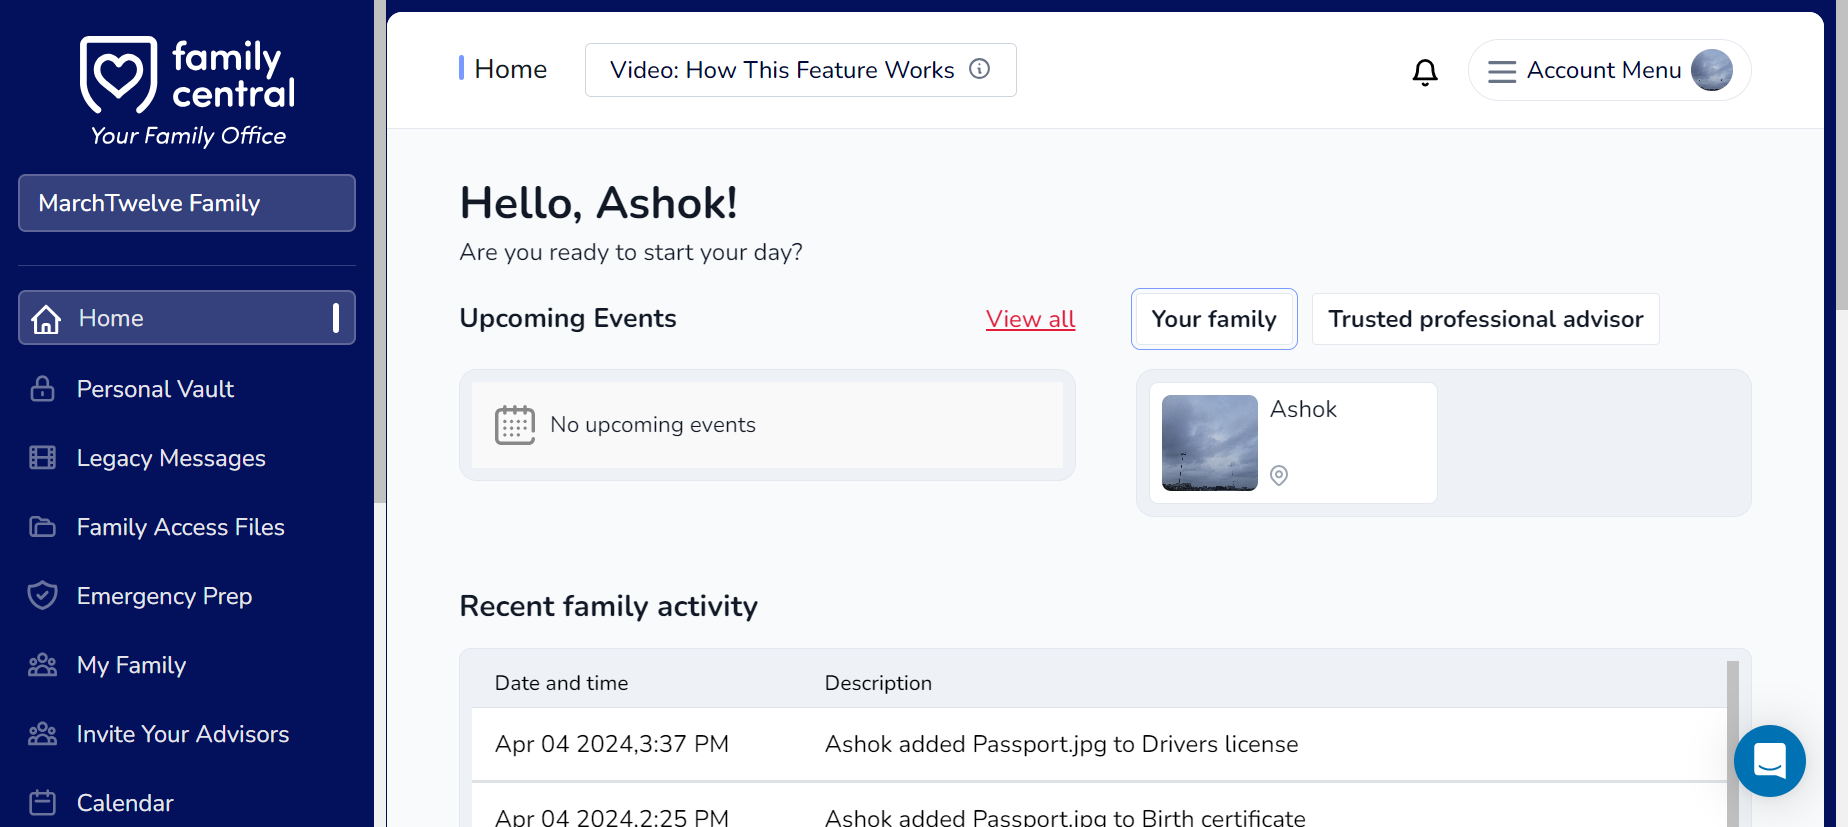 family
central
Your Family Office
MarchTwelve Family
Home
Personal Vault
Legacy Messages
Family Access Files
Emergency Prep
My Family
Invite Your Advisors
Calendar
Home
Video: How This Feature Works
Account Menu
Hello, Ashok!
Are you ready to start your day?
Upcoming Events
View all
No upcoming events
Your family
Trusted professional advisor
Ashok
Recent family activity
Date and time Description
Apr 04 2024,3:37 PM Ashok added Passport.jpg to Drivers license
Apr 04 2024,2:25 PM Ashok added Passport.jpg to Birth certificate